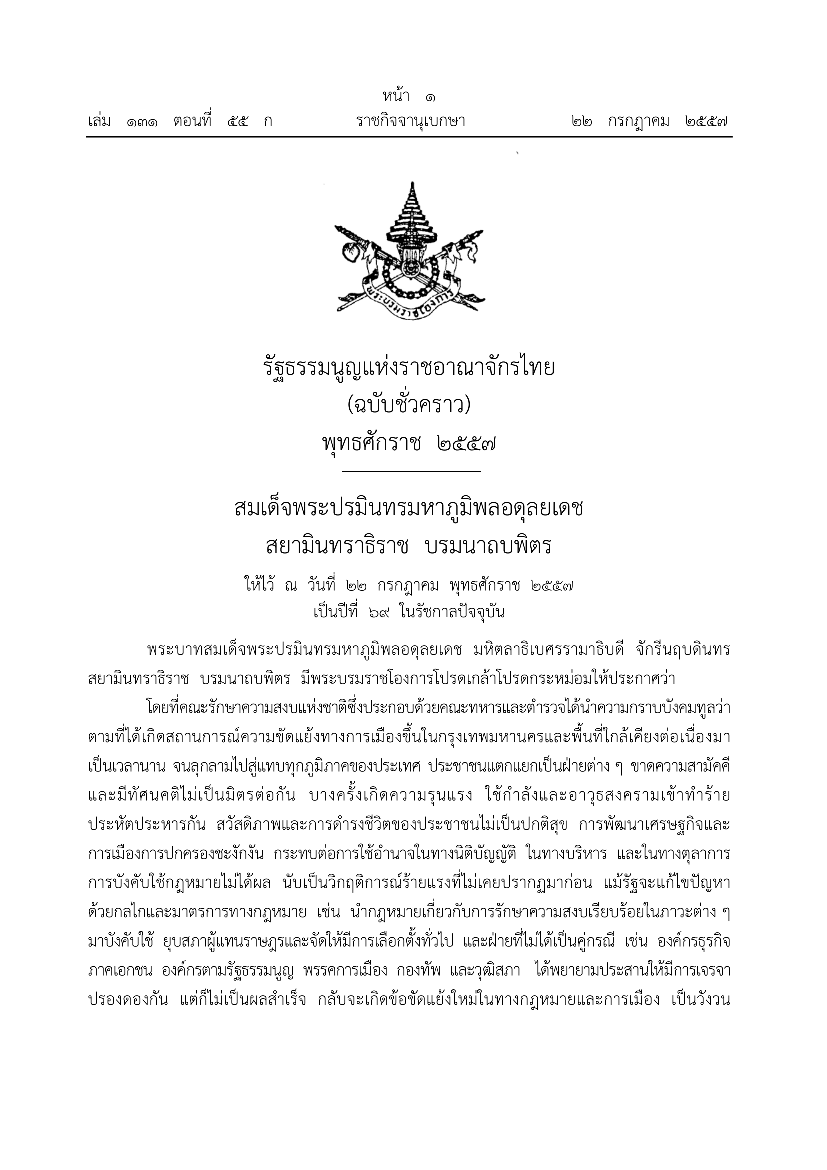 หน้า ๑
เล่ม ๑๓๑ ตอนที่ ๕๕ ก ราชกิจจานุเบกษา ๒๒ กรกฎาคม ๒๕๕๗
พระบรมราชโองการ
รัฐธรรมนูญแห่งราชอาณาจักรไทย
(ฉบับชั่วคราว)
พุทธศักราช ๒๕๕๗
สมเด็จพระปรมินทรมหาภูมิพลอดุลยเดช
สยามินทราธิราช บรมนาถบพิตร
ให้ไว้ ณ วันที่ ๒๒ กรกฎาคม พุทธศักราช ๒๕๕๗
เป็นปีที่ ๖๙ ในรัชกาลปัจจุบัน
พระบาทสมเด็จพระปรมินทรมหาภูมิพลอดุลยเดช มหิตลาธิเบศรรามาธิบดี จักรีนฤบดินทร
สยามินทราธิราช บรมนาถบพิตร มีพระบรมราชโองการโปรดเกล้าโปรดกระหม่อมให้ประกาศว่า
โดยที่คณะรักษาความสงบแห่งชาติซึ่งประกอบด้วยคณะทหารและตำรวจได้นำความกราบบังคมทูลว่า
ตามที่ได้เกิดสถานการณ์ความขัดแย้งทางการเมืองขึ้นในกรุงเทพมหานครและพื้นที่ใกล้เคียงต่อเนื่องมา
เป็นเวลานาน จนลุกลามไปสู่แทบทุกภูมิภาคของประเทศ ประชาชนแตกแยกเป็นฝ่ายต่าง ๆ ขาดความสามัคคี
และมีทัศนคติไม่เป็นมิตรต่อกัน บางครั้งเกิดความรุนแรง ใช้กำลังและอาวุธสงครามเข้าทำร้าย
ประหัตประหารกัน สวัสดิภาพและการดำรงชีวิตของประชาชนไม่เป็นปกติสุข การพัฒนาเศรษฐกิจและ
การเมืองการปกครองชะงักงัน กระทบต่อการใช้อำนาจในทางนิติบัญญัติ ในทางบริหาร และในทางตุลาการ
การบังคับใช้กฎหมายไม่ได้ผล นับเป็นวิกฤติการณ์ร้ายแรงที่ไม่เคยปรากฏมาก่อน แม้รัฐจะแก้ไขปัญหา
ด้วยกลไกและมาตรการทางกฎหมาย เช่น นำกฎหมายเกี่ยวกับการรักษาความสงบเรียบร้อยในภาวะต่าง ๆ
มาบังคับใช้ ยุบสภาผู้แทนราษฎรและจัดให้มีการเลือกตั้งทั่วไป และฝ่ายที่ไม่ได้เป็นคู่กรณี เช่น องค์กรธุรกิจ
ภาคเอกชน องค์กรตามรัฐธรรมนูญ พรรคการเมือง กองทัพ และวุฒิสภา ได้พยายามประสานให้มีการเจรจา
ปรองดองกัน แต่ก็ไม่เป็นผลสำเร็จ กลับจะเกิดข้อขัดแย้งใหม่ในทางกฎหมายและการเมือง เป็นวังวน